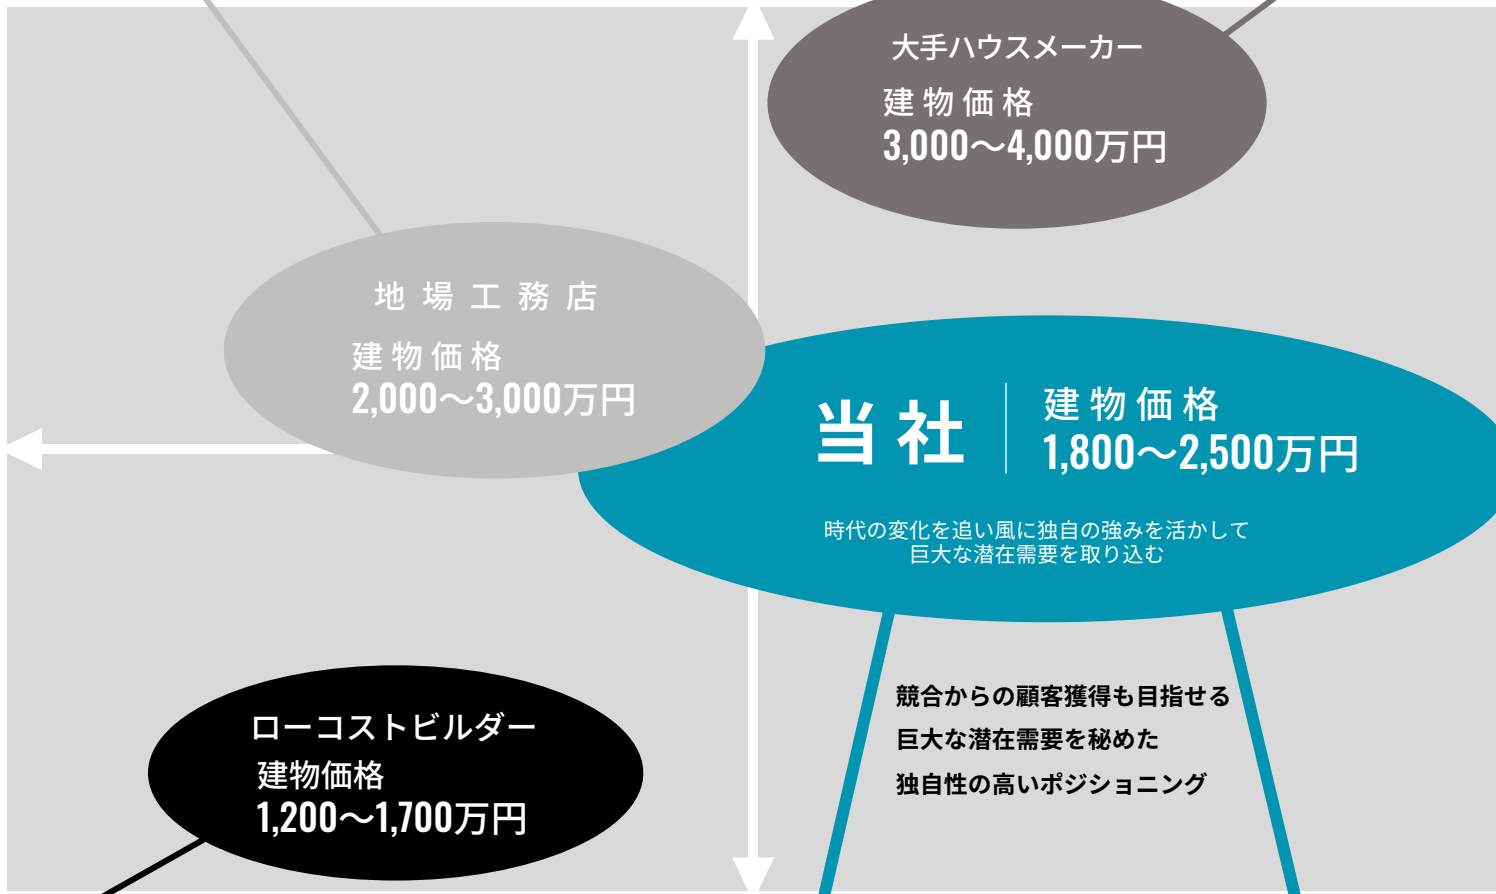 大手ハウスメーカー
建物価格
3,000〜4,000万円
地場工務店
建物価格
2,000〜3,000万円
当社
建物価格
1,800〜2,500万円
時代の変化を追い風に独自の強みを活かして
巨大な潜在需要を取り込む
競合からの顧客獲得も目指せる
巨大な潜在需要を秘めた
独自性の高いポジショニング
ローコストビルダー
建物価格
1,200〜1,700万円